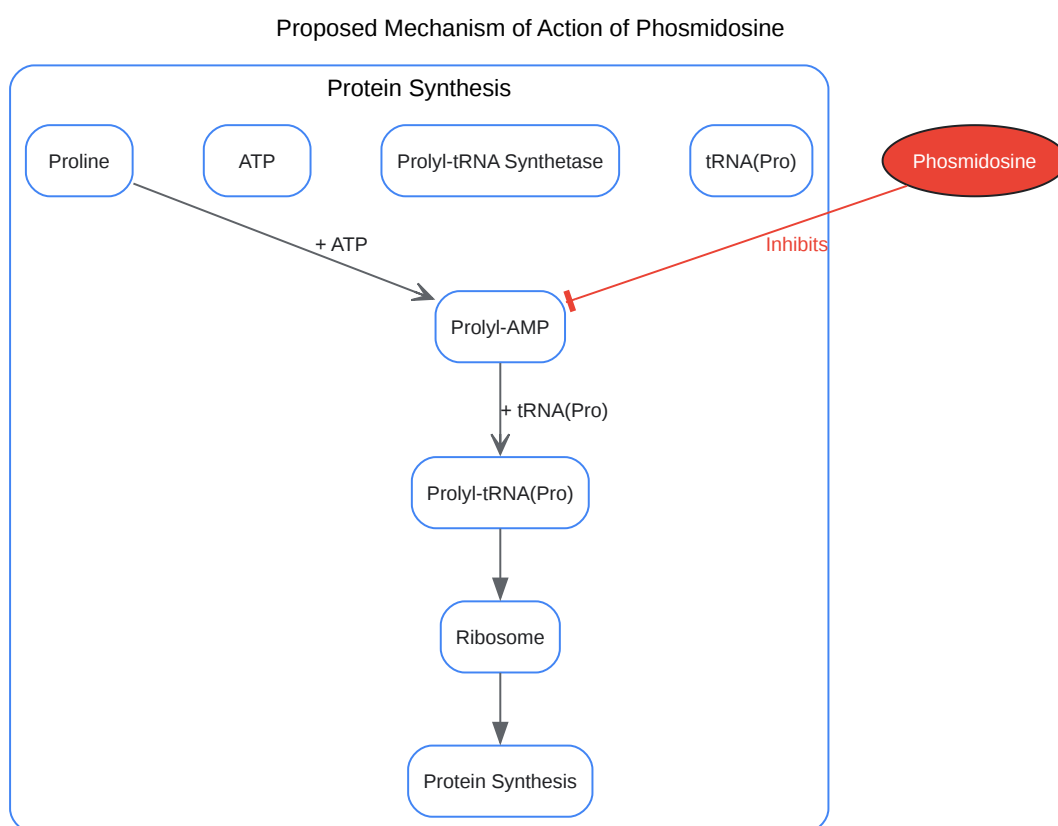 Proposed Mechanism of Action of Phosmidosine
Protein Synthesis
Proline
ATP
Prolyl-tRNA Synthetase
tRNA(Pro)
Phosmidosine
+ ATP
Inhibits
Prolyl-AMP
+ tRNA(Pro)
Prolyl-tRNA(Pro)
Ribosome
Protein Synthesis